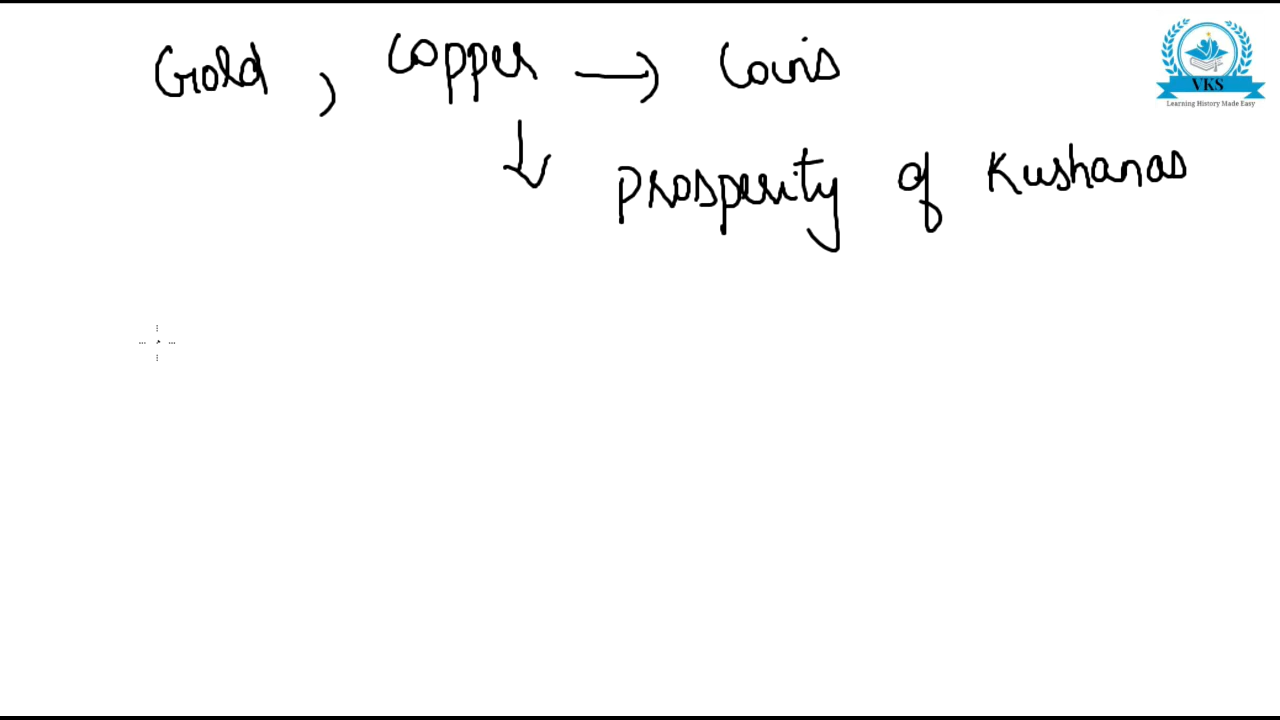 Gold, Copper → Coins
↓ Prosperity of Kushanas
VKS
Learning History Made Easy